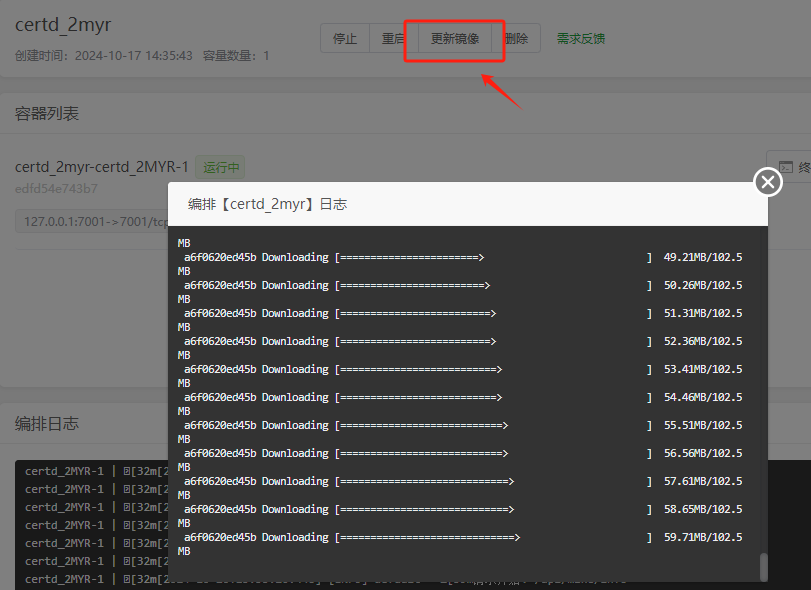 certd_2myr
停止 重启 更新镜像 删除 需求反馈
创建时间：2024-10-17 14:35:43 容量数量：1
容器列表
certd_2myr-certd_2MYR-1 运行中
edfd54e743b7
127.0.0.1:7001->7001/tcp
编排【certd_2myr】日志
MB
a6f0620ed45b Downloading [=======================> ] 49.21MB/102.5
MB
a6f0620ed45b Downloading [========================> ] 50.26MB/102.5
MB
a6f0620ed45b Downloading [=========================> ] 51.31MB/102.5
MB
a6f0620ed45b Downloading [=========================> ] 52.36MB/102.5
MB
a6f0620ed45b Downloading [==========================> ] 53.41MB/102.5
MB
a6f0620ed45b Downloading [==========================> ] 54.46MB/102.5
MB
a6f0620ed45b Downloading [===========================> ] 55.51MB/102.5
MB
a6f0620ed45b Downloading [===========================> ] 56.56MB/102.5
MB
a6f0620ed45b Downloading [============================> ] 57.61MB/102.5
MB
a6f0620ed45b Downloading [============================> ] 58.65MB/102.5
MB
a6f0620ed45b Downloading [=============================> ] 59.71MB/102.5
MB
编排日志
certd_2MYR-1 | [32m[2
certd_2MYR-1 | [32m[2
certd_2MYR-1 | [32m[2
certd_2MYR-1 | [32m[2
certd_2MYR-1 | [32m[2
certd_2MYR-1 | [32m[2
certd_2MYR-1 | [32m[2